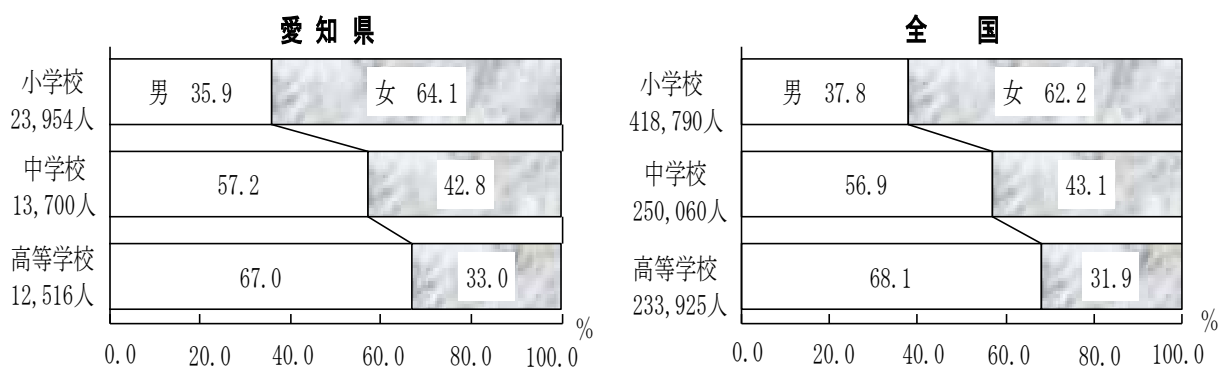 愛知県
小学校
23,954人
男 35.9
女 64.1
中学校
13,700人
57.2
42.8
高等学校
12,516人
67.0
33.0
0.0 20.0 40.0 60.0 80.0 100.0 %
全 国
小学校
418,790人
男 37.8
女 62.2
中学校
250,060人
56.9
43.1
高等学校
233,925人
68.1
31.9
0.0 20.0 40.0 60.0 80.0 100.0 %